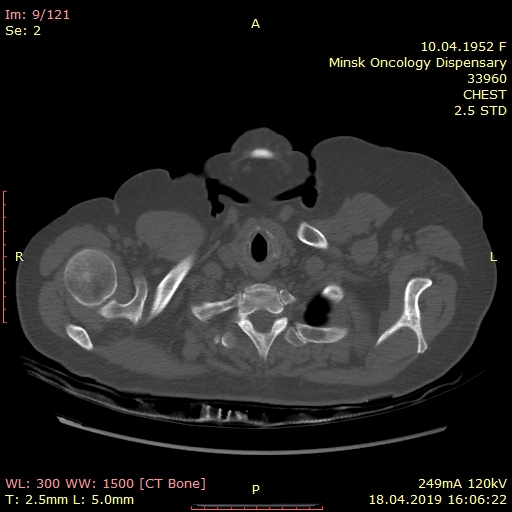 Im: 9/121
Se: 2
A
10.04.1952 F
Minsk Oncology Dispensary
33960
CHEST
2.5 STD
R
L
WL: 300 WW: 1500 [CT Bone]
T: 2.5mm L: 5.0mm
P
249mA 120kV
18.04.2019 16:06:22